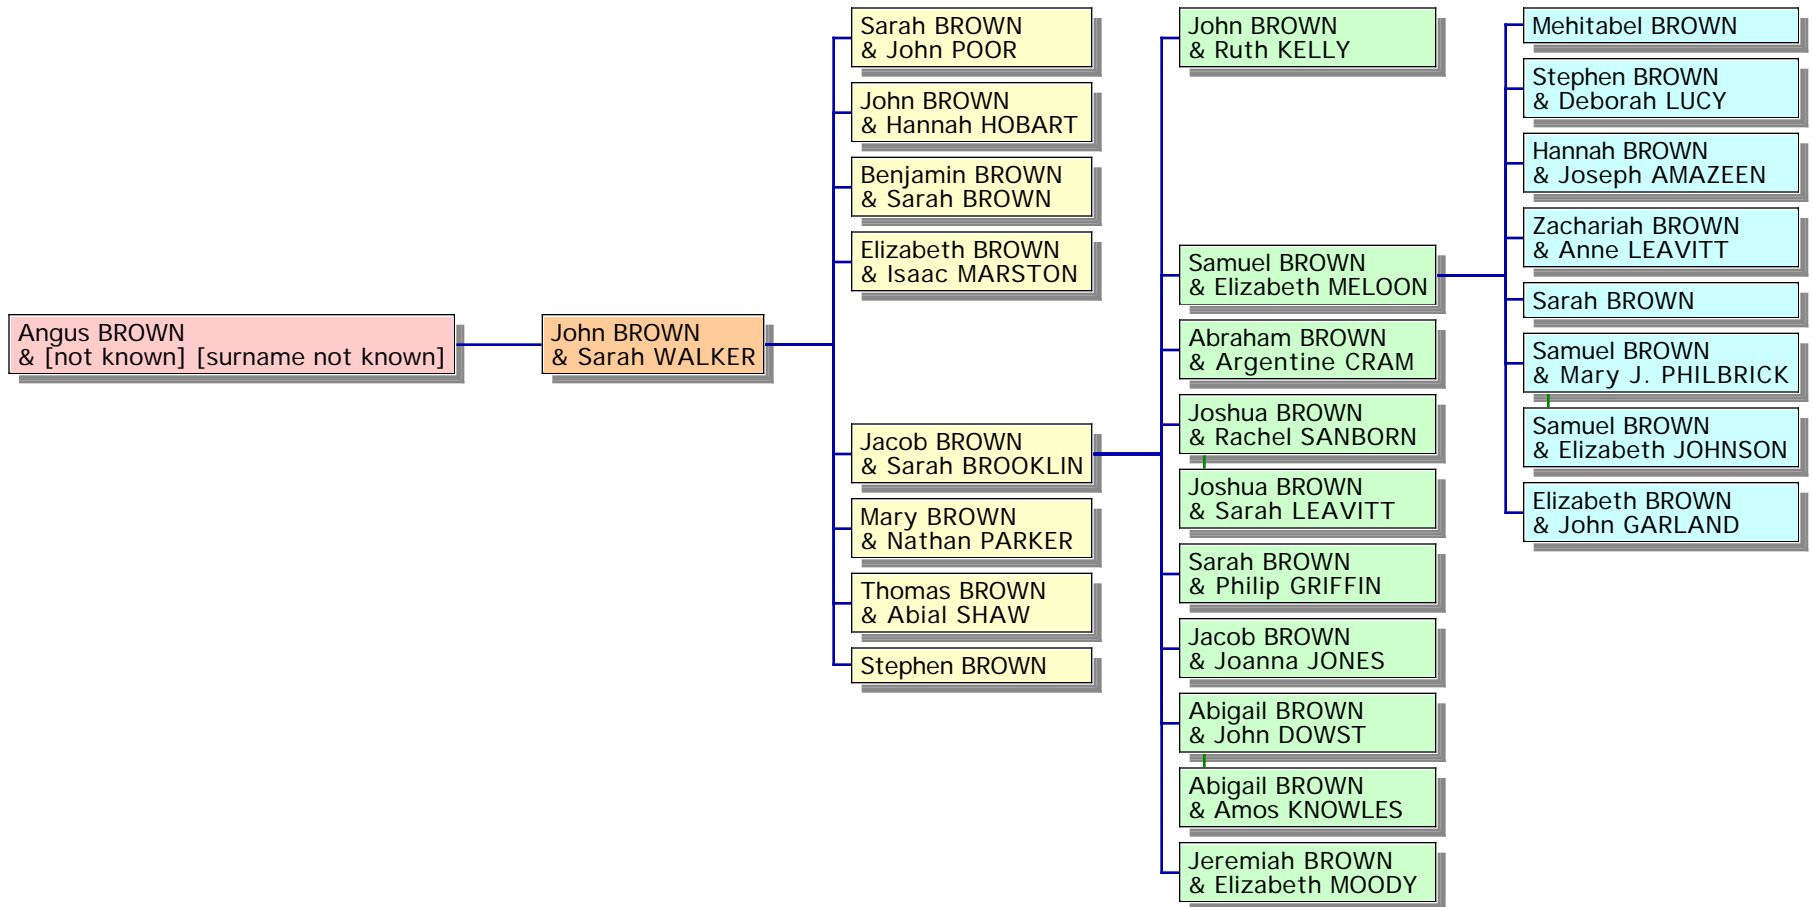 Angus BROWN
& [not known] [surname not known]
John BROWN
& Sarah WALKER
Sarah BROWN
& John POOR
John BROWN
& Hannah HOBART
Benjamin BROWN
& Sarah BROWN
Elizabeth BROWN
& Isaac MARSTON
Jacob BROWN
& Sarah BROOKLIN
Mary BROWN
& Nathan PARKER
Thomas BROWN
& Abial SHAW
Stephen BROWN
John BROWN
& Ruth KELLY
Samuel BROWN
& Elizabeth MELOON
Abraham BROWN
& Argentine CRAM
Joshua BROWN
& Rachel SANBORN
Joshua BROWN
& Sarah LEAVITT
Sarah BROWN
& Philip GRIFFIN
Jacob BROWN
& Joanna JONES
Abigail BROWN
& John DOWST
Abigail BROWN
& Amos KNOWLES
Jeremiah BROWN
& Elizabeth MOODY
Mehitabel BROWN
Stephen BROWN
& Deborah LUCY
Hannah BROWN
& Joseph AMAZEEN
Zachariah BROWN
& Anne LEAVITT
Sarah BROWN
Samuel BROWN
& Mary J. PHILBRICK
Samuel BROWN
& Elizabeth JOHNSON
Elizabeth BROWN
& John GARLAND